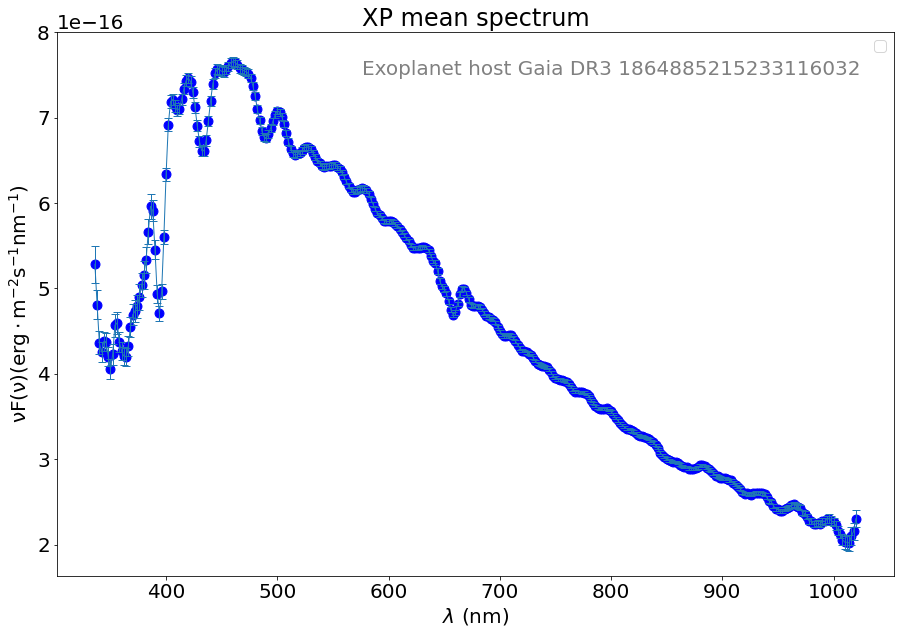 XP mean spectrum
1e−16
Exoplanet host Gaia DR3 1864885215233116032
8
7
6
5
4
3
2
νF(ν)(erg · m⁻²s⁻¹nm⁻¹)
400 500 600 700 800 900 1000
λ (nm)